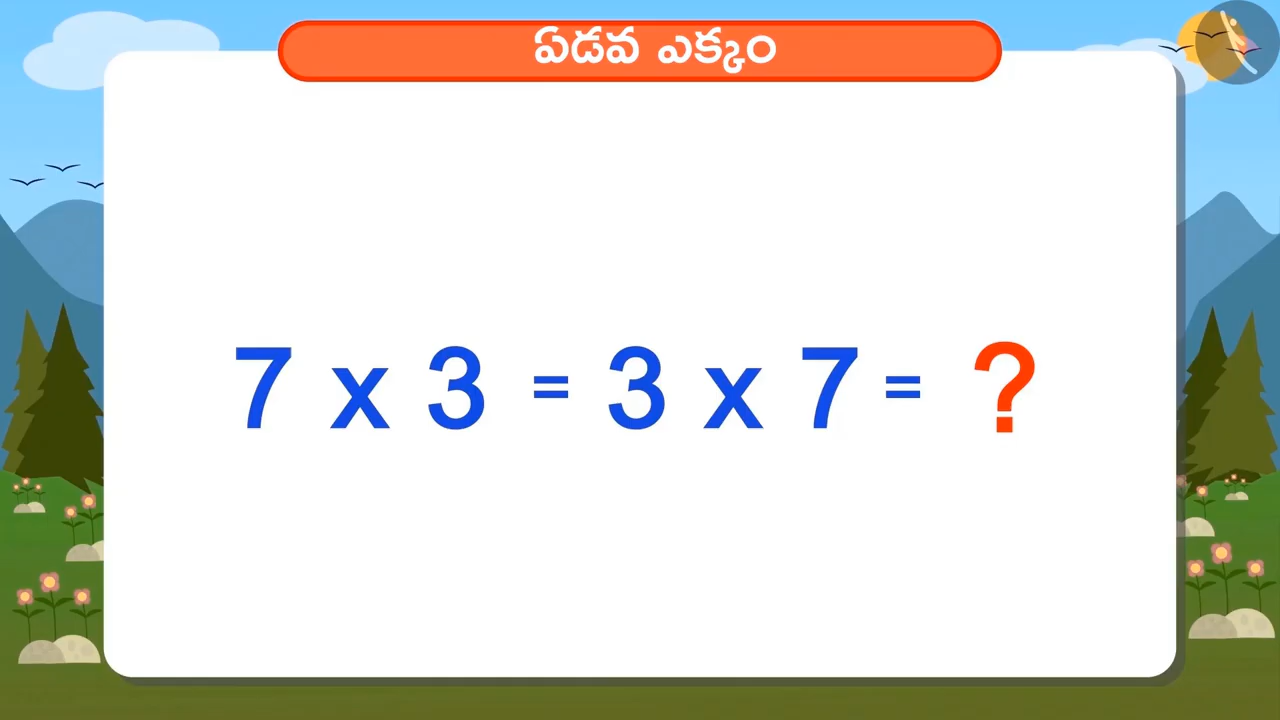 ఏడవ ఎక్కం
7 x 3 = 3 x 7 = ?